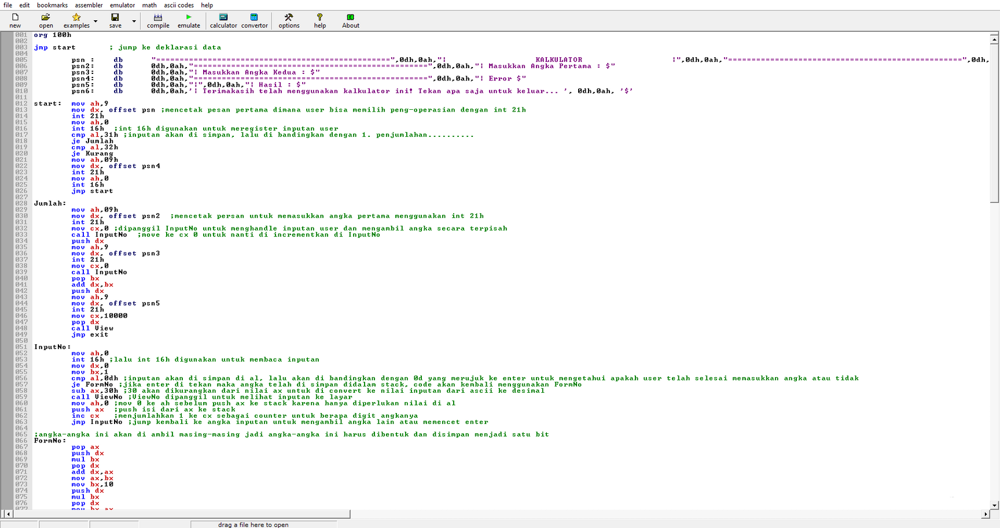 file edit bookmarks assembler emulator math ascii codes help
new open examples save compile emulate calculator convertor options help About
001 org 100h
002
003 jmp start ; jump ke deklarasi data
004
005 psn : db "==================================================",0dh,0ah,"¦ KALKULATOR ¦",0dh,0ah,"==================================================",0dh,
006 psn2: db 0dh,0ah,"==================================================",0dh,0ah,"¦ Masukkan Angka Pertama : $"
007 psn3: db 0dh,0ah,"¦ Masukkan Angka Kedua : $"
008 psn4: db 0dh,0ah,"==================================================",0dh,0ah,"¦ Error $"
009 psn5: db 0dh,0ah,"¦",0dh,0ah,"¦ Hasil : $"
010 psn6: db 0dh,0ah,'¦ Terimakasih telah menggunakan kalkulator ini! Tekan apa saja untuk keluar... ', 0dh,0ah, '$'
011
012 start: mov ah,9
013 mov dx, offset psn ;mencetak pesan pertama dimana user bisa memilih peng-operasian dengan int 21h
014 int 21h
015 mov ah,0
016 int 16h ;int 16h digunakan untuk meregister inputan user
017 cmp al,31h ;inputan akan di simpan, lalu di bandingkan dengan 1. penjumlahan..........
018 je Jumlah
019 cmp al,32h
020 je Kurang
021 mov ah,09h
022 mov dx, offset psn4
023 int 21h
024 mov ah,0
025 int 16h
026 jmp start
027
028 Jumlah:
029 mov ah,09h
030 mov dx, offset psn2 ;mencetak persan untuk memasukkan angka pertama menggunakan int 21h
031 int 21h
032 mov cx,0 ;dipanggil InputNo untuk menghandle inputan user dan mengambil angka secara terpisah
033 call InputNo ;move ke cx 0 untuk nanti di incrementkan di InputNo
034 push dx
035 mov ah,9
036 mov dx, offset psn3
037 int 21h
038 mov cx,0
039 call InputNo
040 pop bx
041 add dx,bx
042 push dx
043 mov ah,9
044 mov dx, offset psn5
045 int 21h
046 mov cx,10000
047 pop dx
048 call View
049 jmp exit
050
051 InputNo:
052 mov ah,0
053 int 16h ;lalu int 16h digunakan untuk membaca inputan
054 mov dx,0
055 mov bx,1
056 cmp al,0dh ;inputan akan di simpan di al, lalu akan di bandingkan dengan 0d yang merujuk ke enter untuk mengetahui apakah user telah selesai memasukkan angka atau tidak
057 je FormNo ;jika enter di tekan maka angka telah di simpan didalam stack, code akan kembali menggunakan FormNo
058 sub ax,30h ;30 akan dikurangkan dari nilai ax untuk di convert ke nilai inputan dari ascii ke desimal
059 call ViewNo ;ViewNo dipanggil untuk melihat inputan ke layar
060 mov ah,0 ;mov 0 ke ah sebelum push ax ke stack karena hanya diperlukan nilai di al
061 push ax ;push isi dari ax ke stack
062 inc cx ;menjumlahkan 1 ke cx sebagai counter untuk berapa digit angkanya
063 jmp InputNo ;jump kembali ke angka inputan untuk mengambil angka lain atau memencet enter
064
065 ;angka-angka ini akan di ambil masing-masing jadi angka-angka ini harus dibentuk dan disimpan menjadi satu bit
066 FormNo:
067 pop ax
068 push dx
069 mul bx
070 pop dx
071 add dx,ax
072 mov ax,bx
073 mov bx,10
074 push dx
075 mul bx
076 pop dx
077 mov bx,ax
drag a file here to open